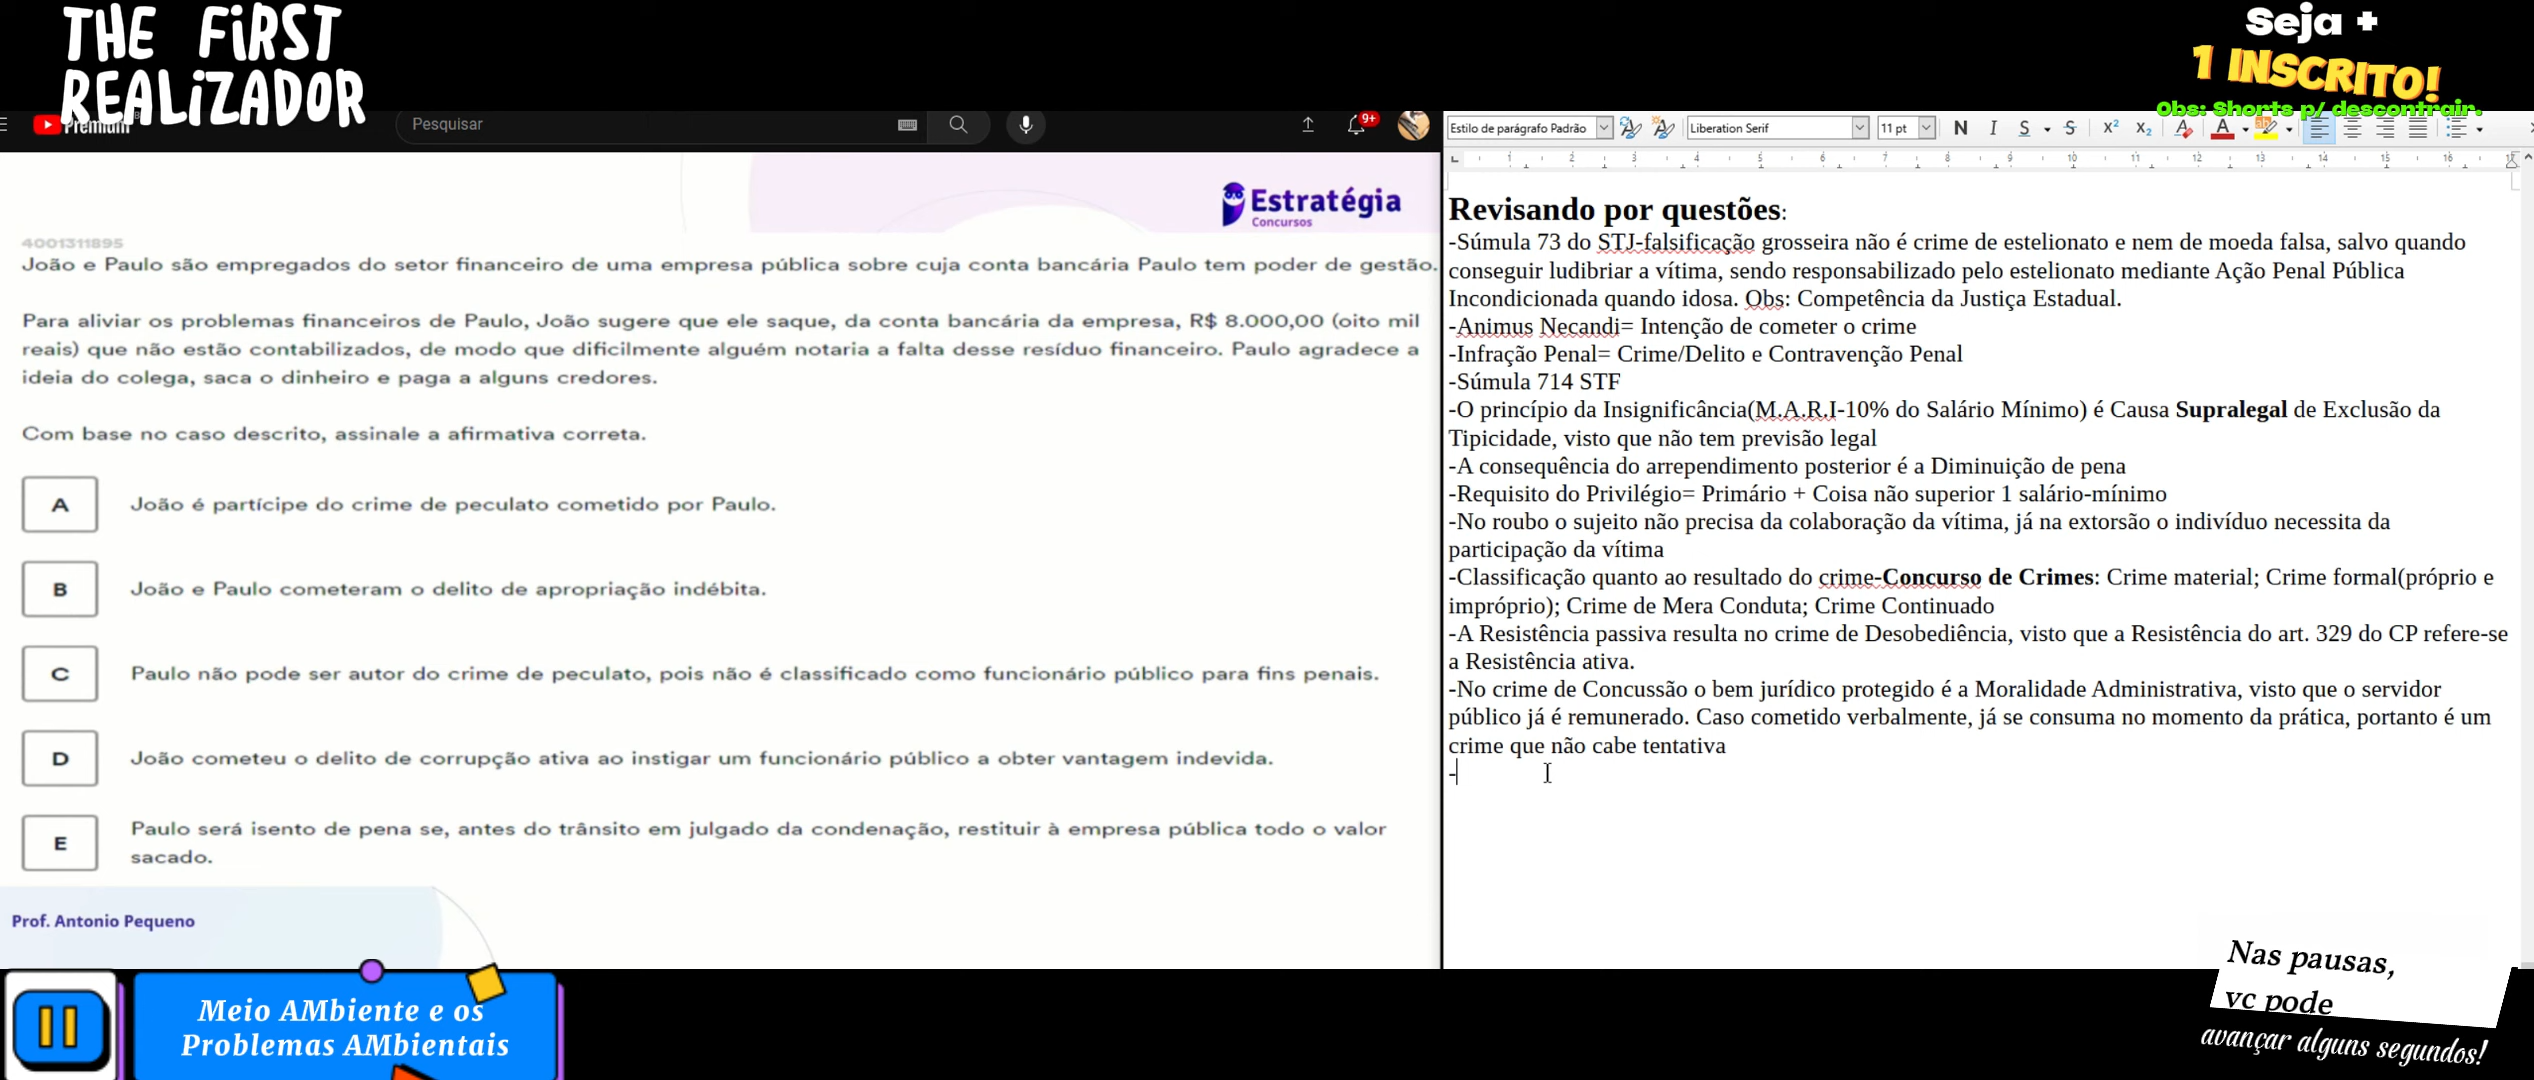 THE FIRST
REALIZADOR
Seja +
1 INSCRITO!
Obs: Shorts p/ descontrair.
Premium
Pesquisar
9+
Estilo de parágrafo Padrão
Liberation Serif
11 pt
N I S S X² X₂ A A
1 2 3 4 5 6 7 8 9 10 11 12 13 14 15 16
Estratégia
Concursos
4001311895
João e Paulo são empregados do setor financeiro de uma empresa pública sobre cuja conta bancária Paulo tem poder de gestão.
Para aliviar os problemas financeiros de Paulo, João sugere que ele saque, da conta bancária da empresa, R$ 8.000,00 (oito mil
reais) que não estão contabilizados, de modo que dificilmente alguém notaria a falta desse resíduo financeiro. Paulo agradece a
ideia do colega, saca o dinheiro e paga a alguns credores.
Com base no caso descrito, assinale a afirmativa correta.
A João é partícipe do crime de peculato cometido por Paulo.
B João e Paulo cometeram o delito de apropriação indébita.
C Paulo não pode ser autor do crime de peculato, pois não é classificado como funcionário público para fins penais.
D João cometeu o delito de corrupção ativa ao instigar um funcionário público a obter vantagem indevida.
E Paulo será isento de pena se, antes do trânsito em julgado da condenação, restituir à empresa pública todo o valor
sacado.
Prof. Antonio Pequeno
Revisando por questões:
-Súmula 73 do STJ-falsificação grosseira não é crime de estelionato e nem de moeda falsa, salvo quando
conseguir ludibriar a vítima, sendo responsabilizado pelo estelionato mediante Ação Penal Pública
Incondicionada quando idosa. Obs: Competência da Justiça Estadual.
-Animus Necandi= Intenção de cometer o crime
-Infração Penal= Crime/Delito e Contravenção Penal
-Súmula 714 STF
-O princípio da Insignificância(M.A.R.I-10% do Salário Mínimo) é Causa Supralegal de Exclusão da
Tipicidade, visto que não tem previsão legal
-A consequência do arrependimento posterior é a Diminuição de pena
-Requisito do Privilégio= Primário + Coisa não superior 1 salário-mínimo
-No roubo o sujeito não precisa da colaboração da vítima, já na extorsão o indivíduo necessita da
participação da vítima
-Classificação quanto ao resultado do crime-Concurso de Crimes: Crime material; Crime formal(próprio e
impróprio); Crime de Mera Conduta; Crime Continuado
-A Resistência passiva resulta no crime de Desobediência, visto que a Resistência do art. 329 do CP refere-se
a Resistência ativa.
-No crime de Concussão o bem jurídico protegido é a Moralidade Administrativa, visto que o servidor
público já é remunerado. Caso cometido verbalmente, já se consuma no momento da prática, portanto é um
crime que não cabe tentativa
-
Meio AMbiente e os
Problemas AMbientais
Nas pausas,
vc pode
avançar alguns segundos!